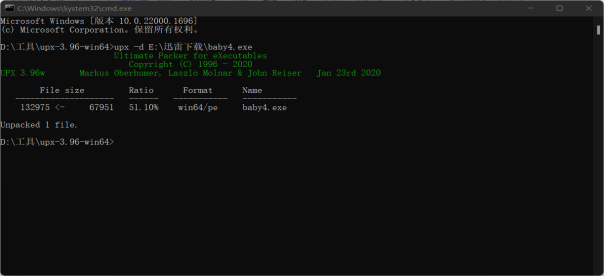 C:\Windows\System32\cmd.exe
Microsoft Windows [版本 10.0.22000.1696]
(c) Microsoft Corporation。保留所有权利。
D:\工具\upx-3.96-win64>upx -d E:\迅雷下载\baby4.exe
Ultimate Packer for eXecutables
Copyright (C) 1996 - 2020
UPX 3.96w Markus Oberhumer, Laszlo Molnar & John Reiser Jan 23rd 2020
File size Ratio Format Name
-------------------- ------ ----------- -----------
132975 <- 67951 51.10% win64/pe baby4.exe
Unpacked 1 file.
D:\工具\upx-3.96-win64>